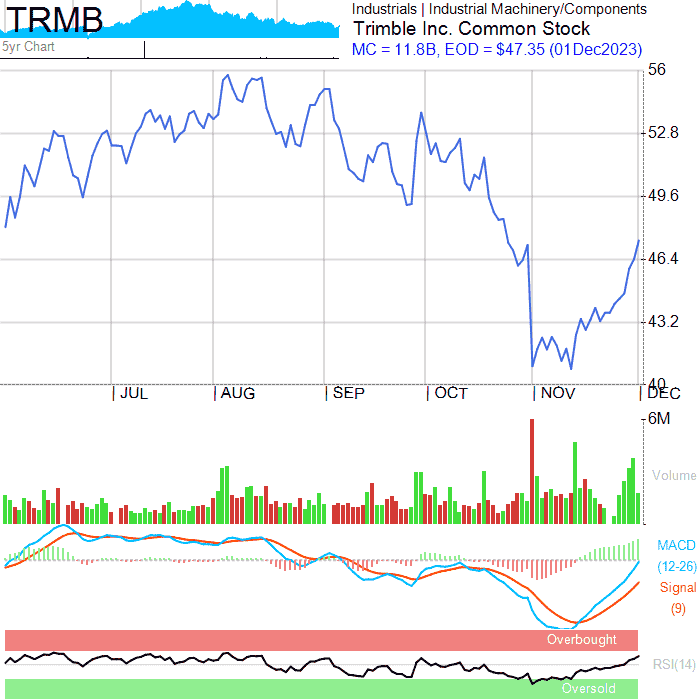 TRMB
Industrials | Industrial Machinery/Components
Trimble Inc. Common Stock
MC = 11.8B, EOD = $47.35 (01Dec2023)
5yr Chart
56
52.8
49.6
46.4
43.2
40
JUL
AUG
SEP
OCT
NOV
DEC
6M
Volume
MACD
(12-26)
Signal
(9)
Overbought
RSI(14)
Oversold